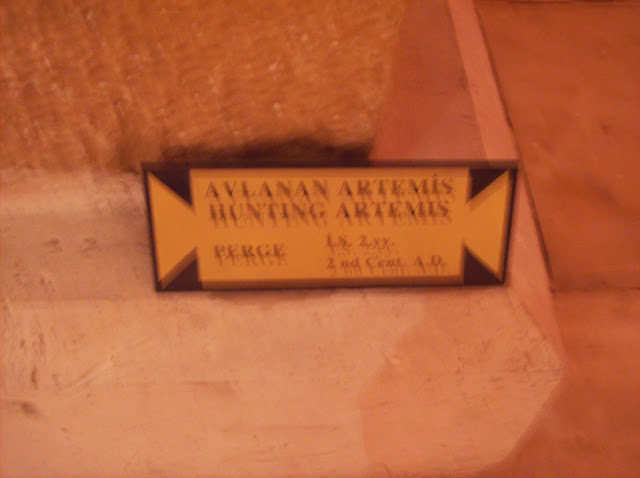 AVLANAN ARTEMİS
HUNTING ARTEMIS
PERGE İ.S. 2.yy.
2 nd Cent. A.D.